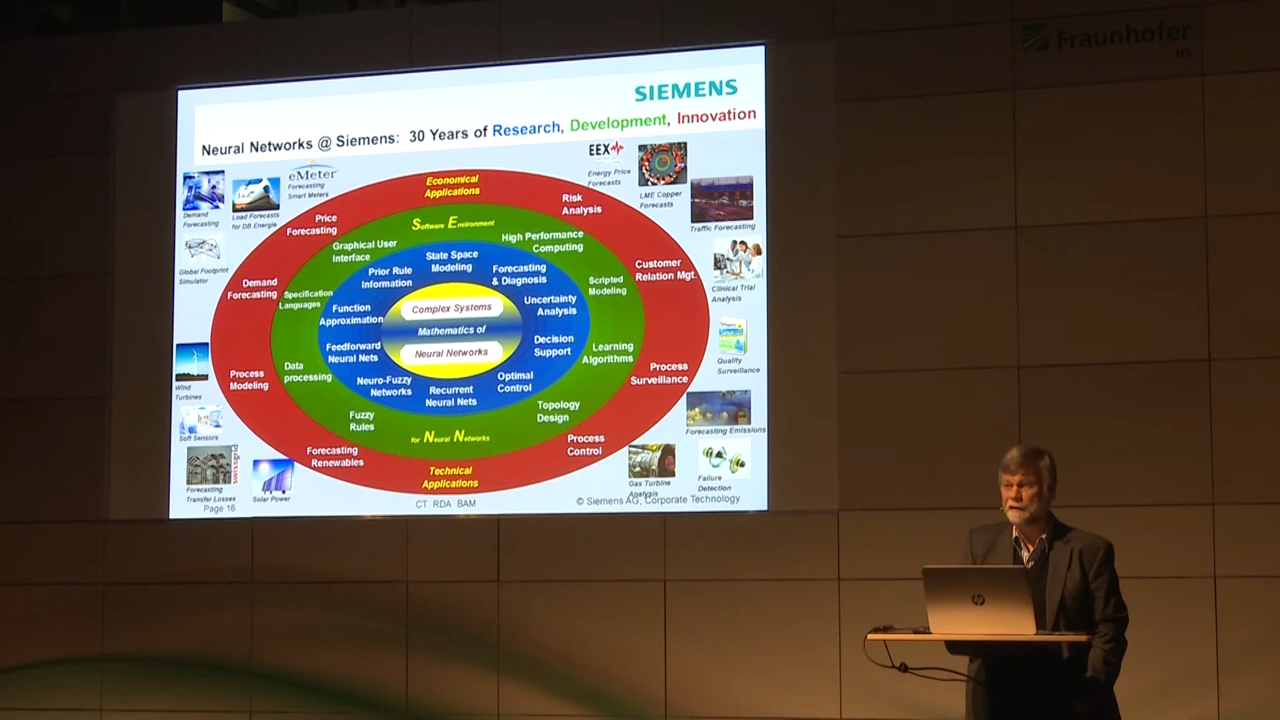 Fraunhofer
IIS
SIEMENS
Neural Networks @ Siemens: 30 Years of Research, Development, Innovation
eMeter
Forecasting
Smart Meters
Demand
Forecasting
Load Forecasts
for DB Energie
Global Footprint
Simulator
Wind
Turbines
Soft Sensors
swissgrid
Forecasting
Transfer Losses
Solar Power
EEX
Energy Price
Forecasts
LME Copper
Forecasts
Traffic Forecasting
Clinical Trial
Analysis
Quality
Surveillance
Forecasting Emissions
Failure
Detection
Gas Turbine
Analysis
Economical
Applications
Risk
Analysis
Customer
Relation Mgt.
Process
Surveillance
Process
Control
Technical
Applications
Forecasting
Renewables
Process
Modeling
Demand
Forecasting
Price
Forecasting
Software Environment
High Performance
Computing
Scripted
Modeling
Learning
Algorithms
Topology
Design
for Neural Networks
Fuzzy
Rules
Data
processing
Specification
Languages
Graphical User
Interface
State Space
Modeling
Forecasting
& Diagnosis
Uncertainty
Analysis
Decision
Support
Optimal
Control
Recurrent
Neural Nets
Neuro-Fuzzy
Networks
Feedforward
Neural Nets
Function
Approximation
Prior Rule
Information
Complex Systems
Mathematics of
Neural Networks
Page 16
CT RDA BAM
© Siemens AG, Corporate Technology
hp